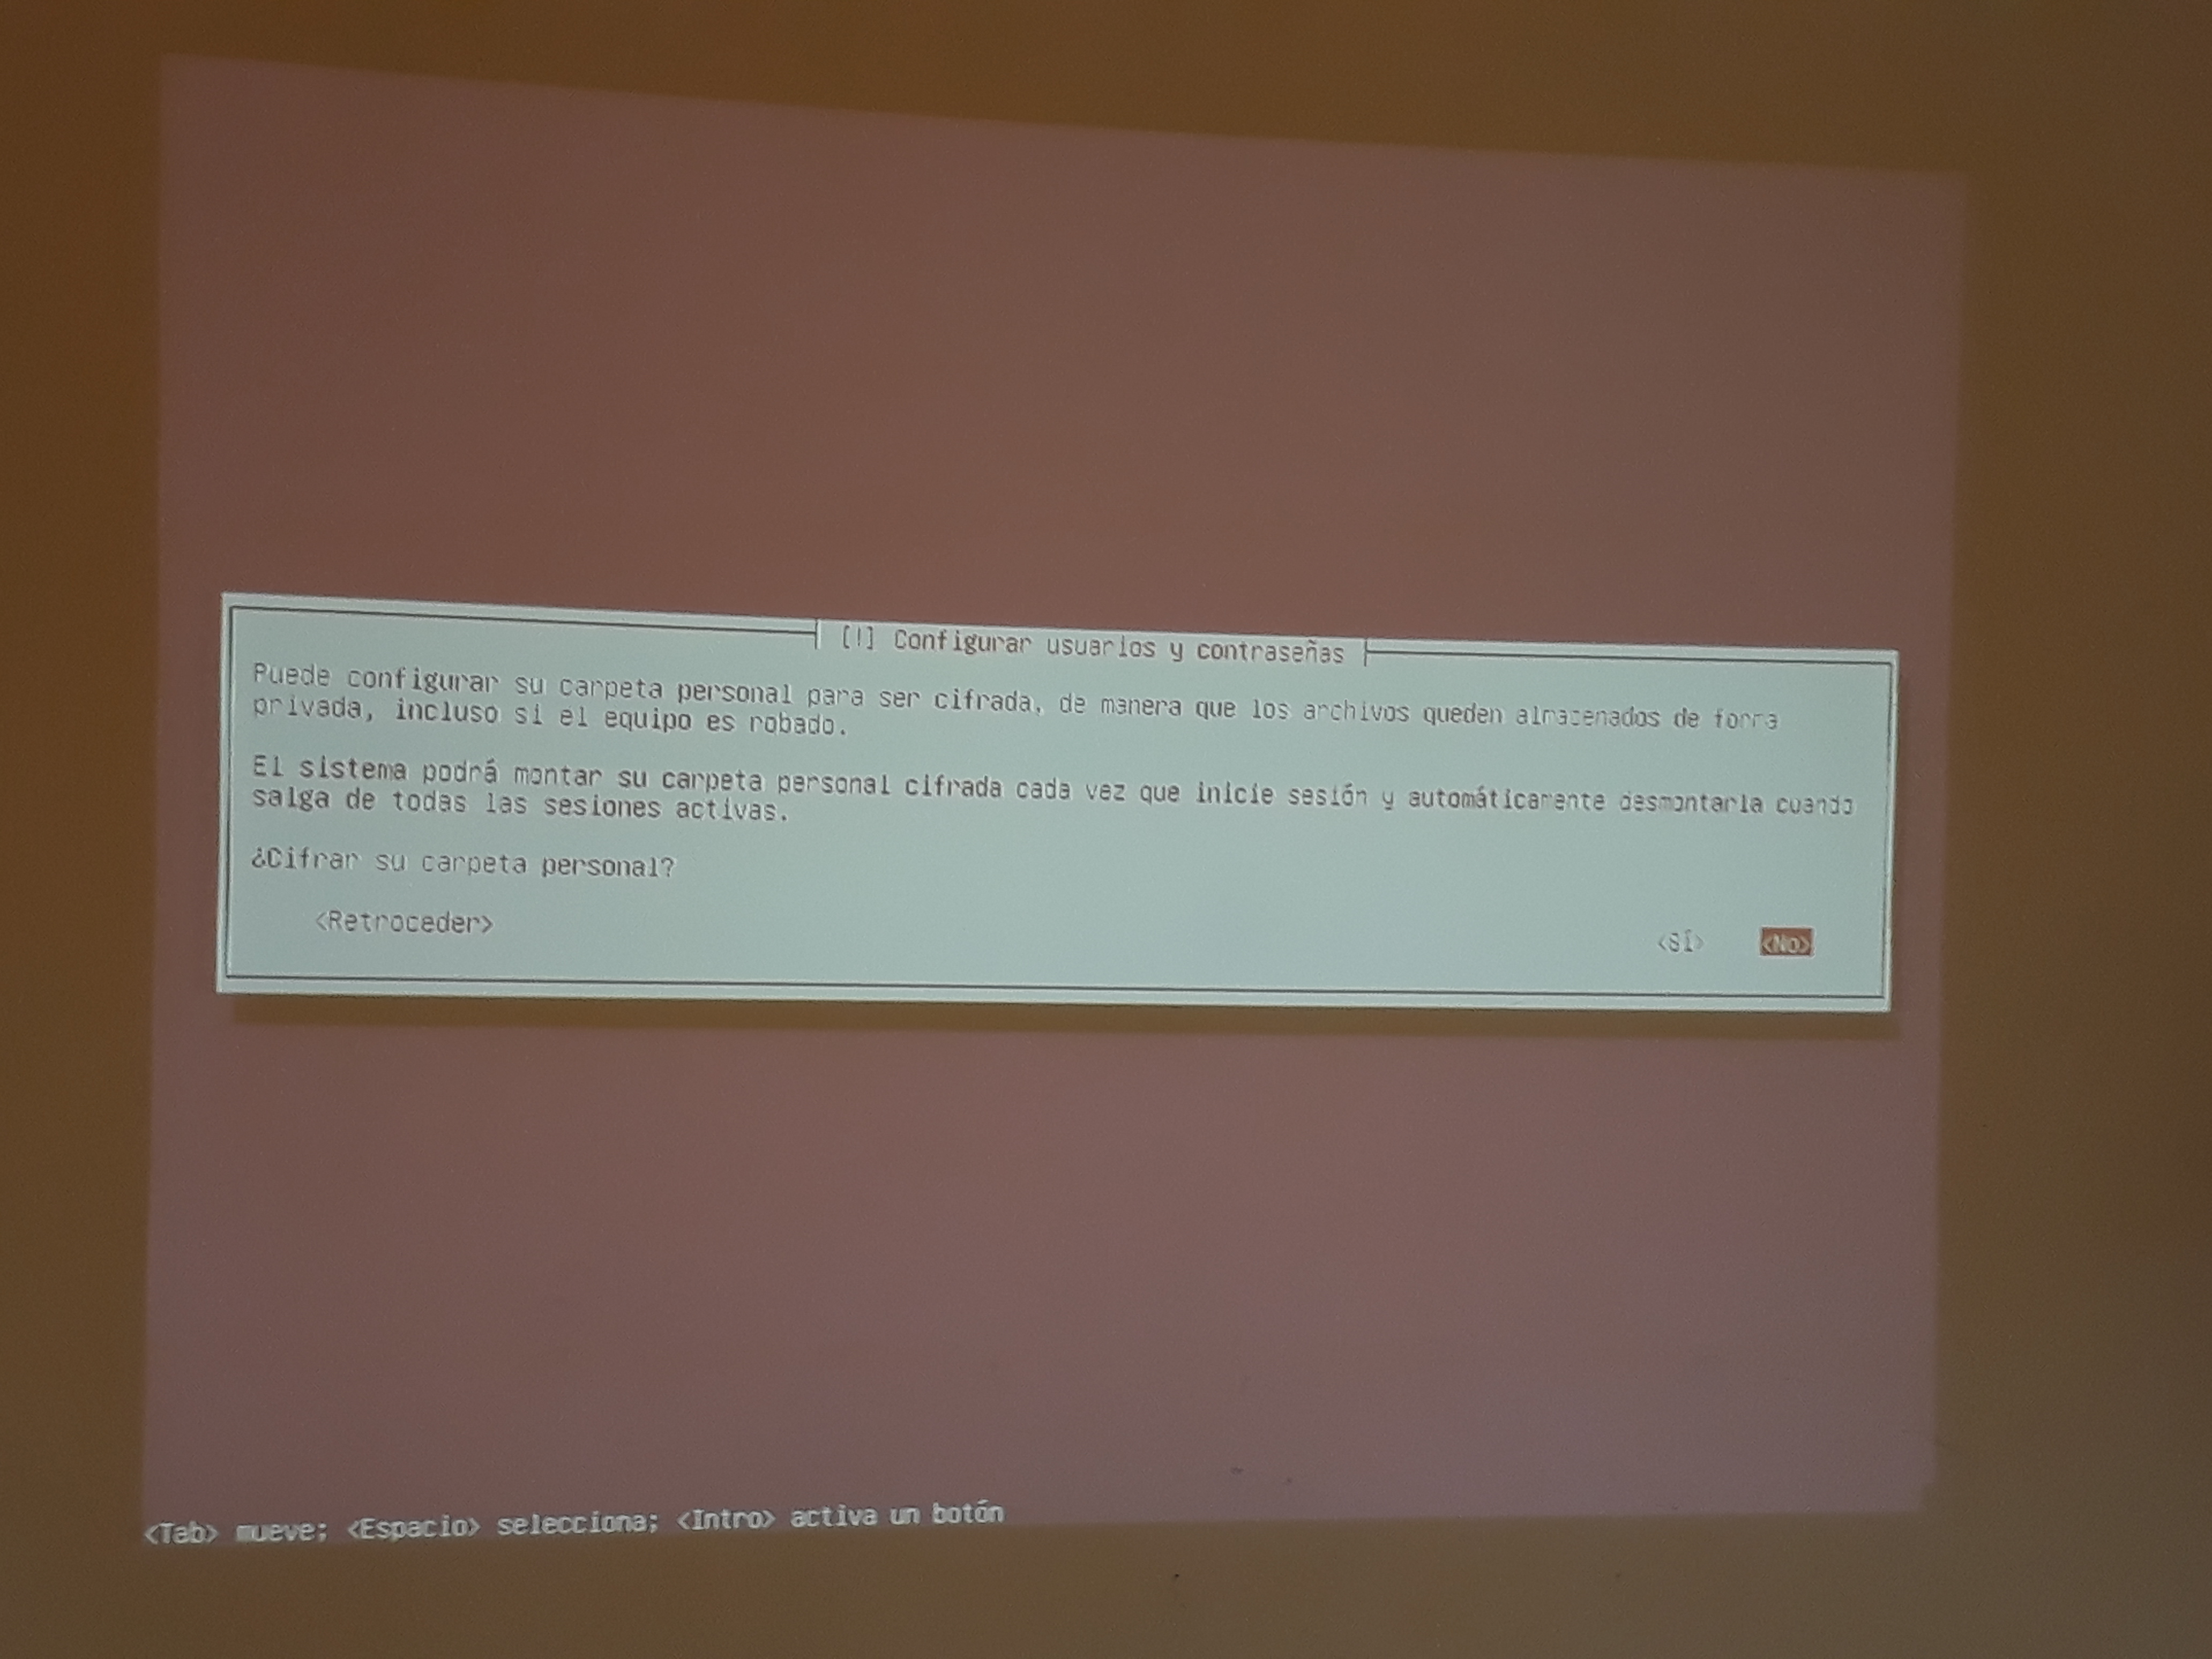 [!] Configurar usuarios y contraseñas
Puede configurar su carpeta personal para ser cifrada, de manera que los archivos queden almacenados de forma
privada, incluso si el equipo es robado.
El sistema podrá montar su carpeta personal cifrada cada vez que inicie sesión y automáticamente desmontarla cuando
salga de todas las sesiones activas.
¿Cifrar su carpeta personal?
<Retroceder> <Sí> <No>
<Tab> mueve; <Espacio> selecciona; <Intro> activa un botón